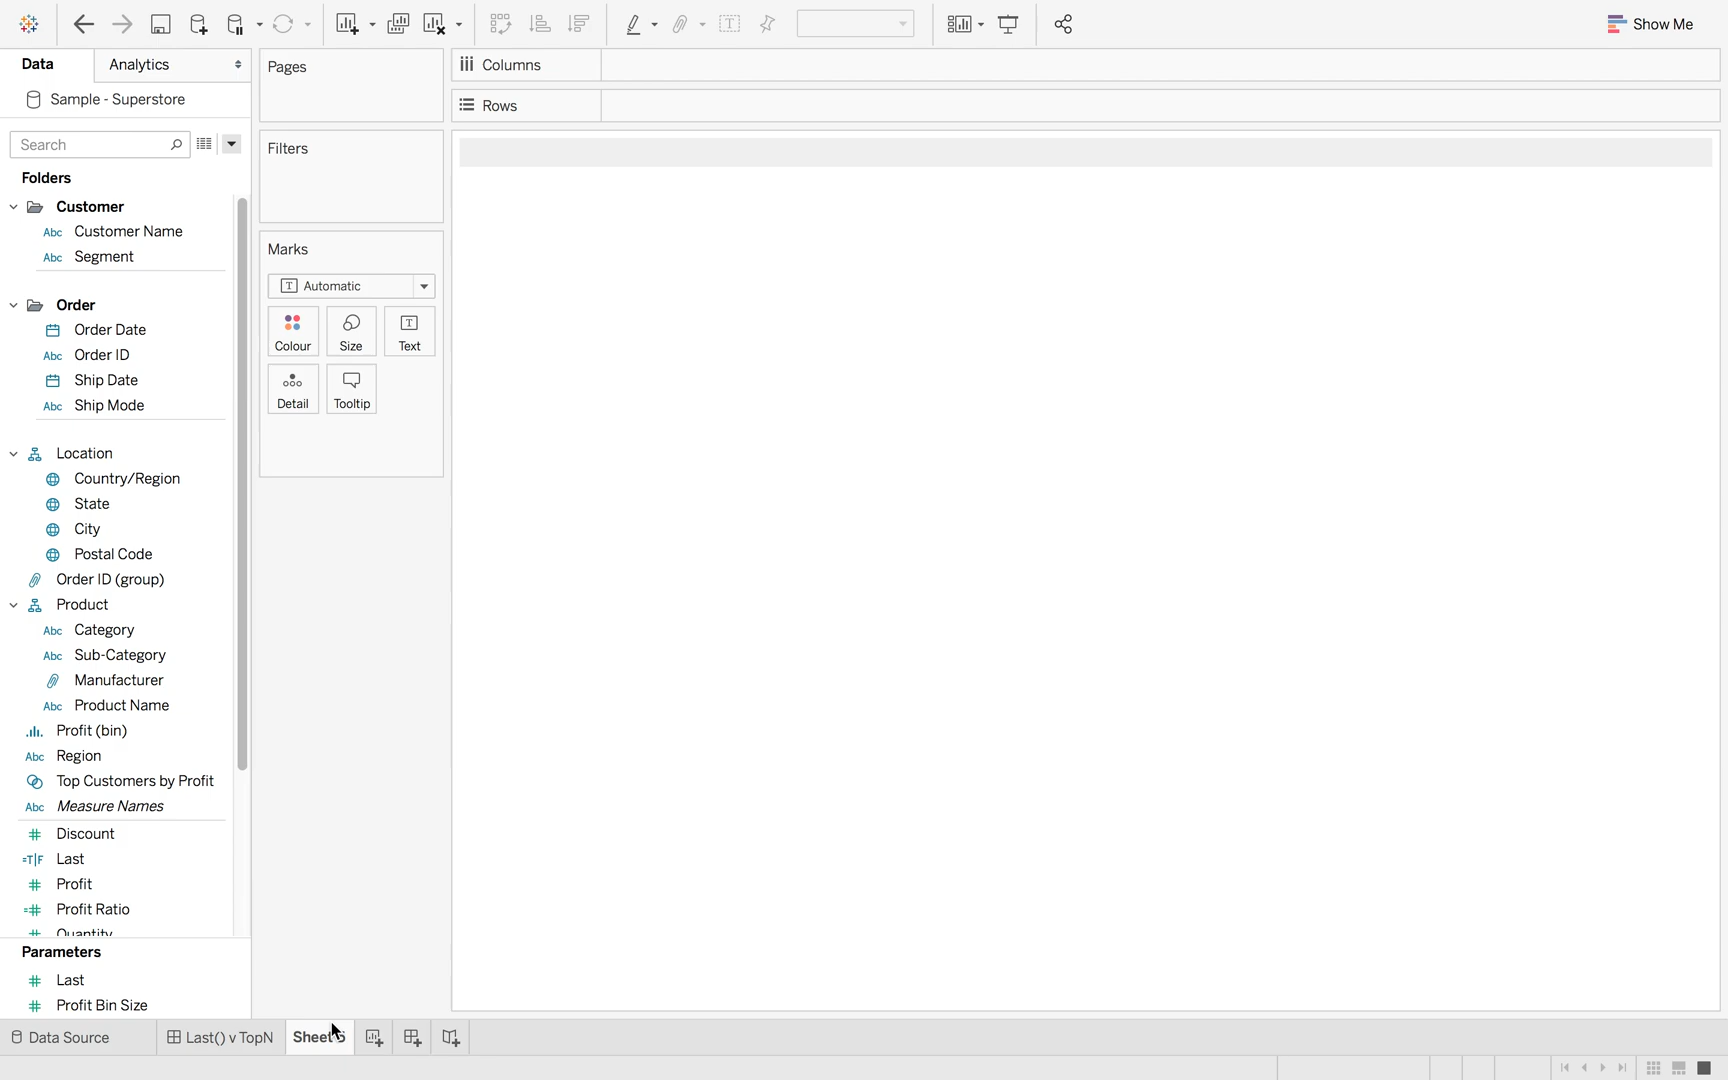 Show Me
Data
Analytics
Sample - Superstore
Search
Folders
Customer
Abc Customer Name
Abc Segment
Order
Order Date
Abc Order ID
Ship Date
Abc Ship Mode
Location
Country/Region
State
City
Postal Code
Order ID (group)
Product
Abc Category
Abc Sub-Category
Manufacturer
Abc Product Name
Profit (bin)
Abc Region
Top Customers by Profit
Abc Measure Names
# Discount
=T|F Last
# Profit
=# Profit Ratio
# Quantity
Parameters
# Last
# Profit Bin Size
Pages
Filters
Marks
T Automatic
Colour
Size
T Text
Detail
Tooltip
Columns
Rows
Data Source
Last() v TopN
Sheet